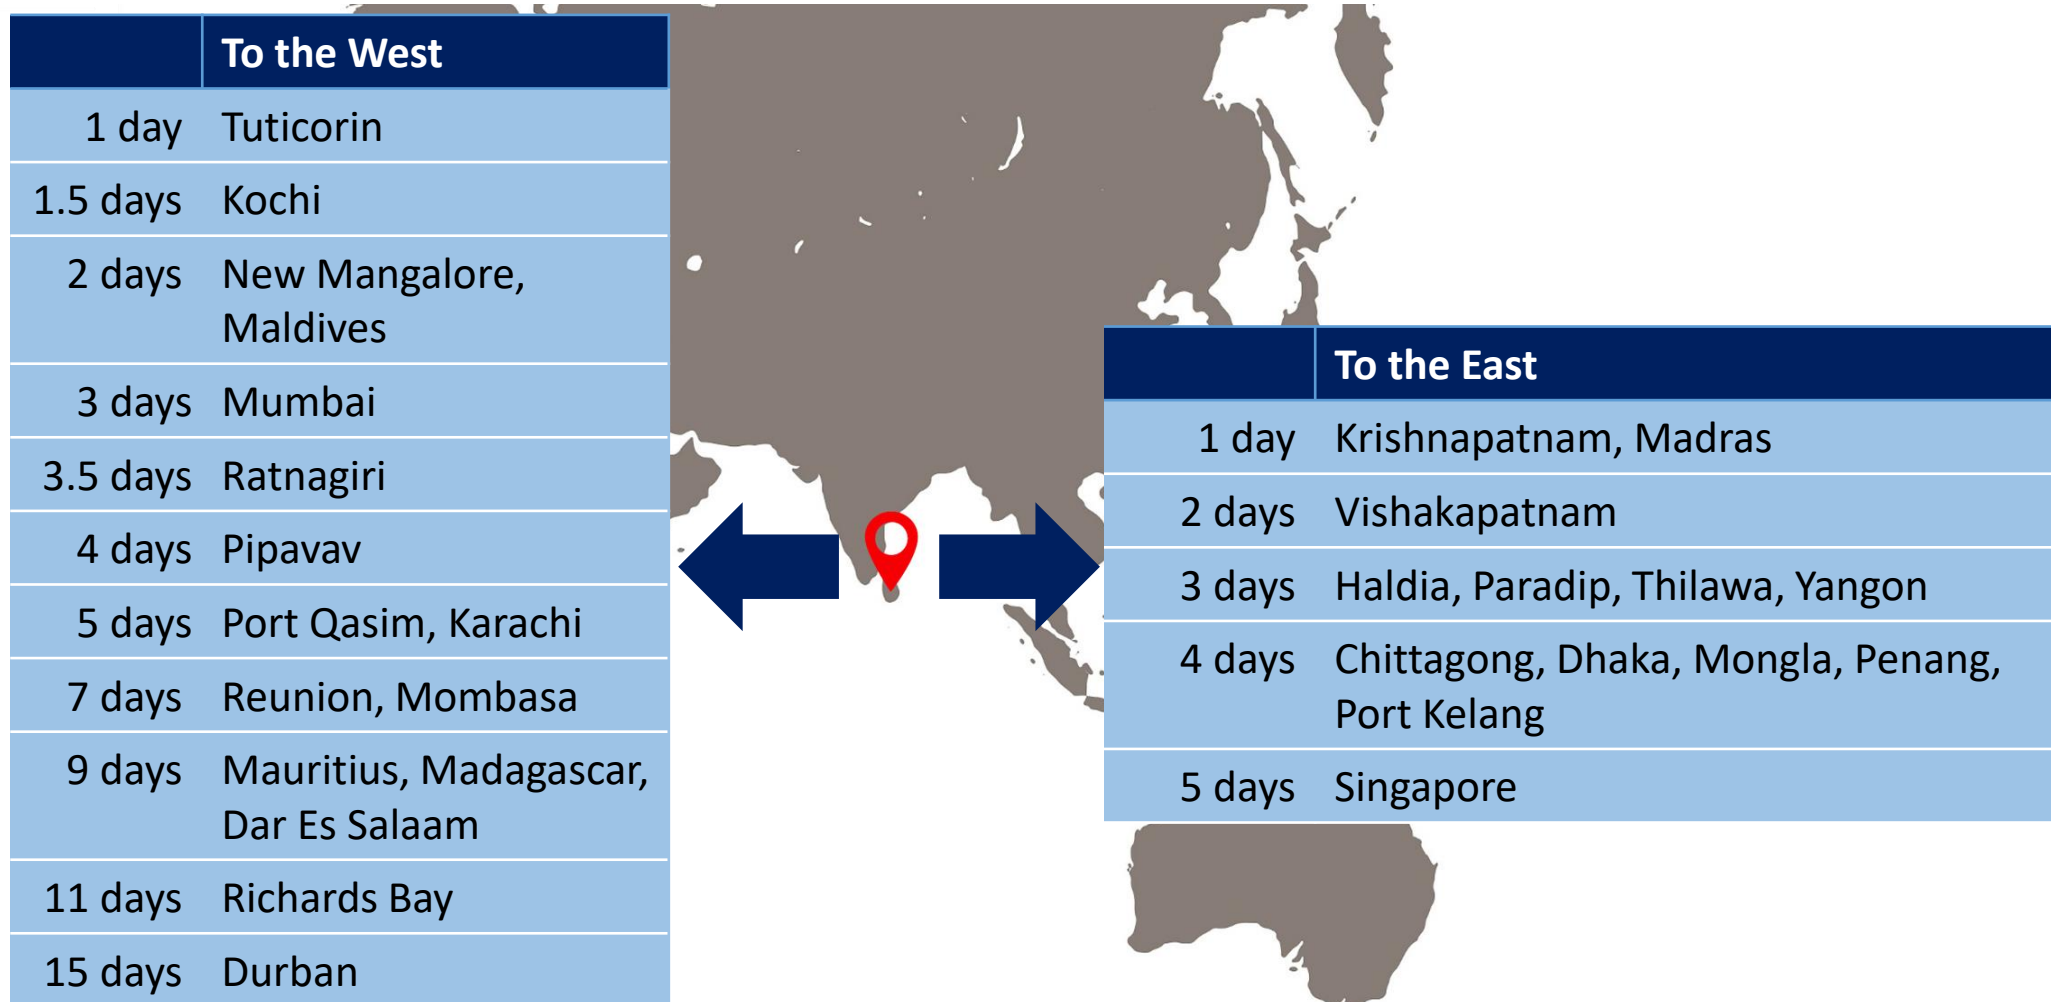 To the West
1 day Tuticorin
1.5 days Kochi
2 days New Mangalore,
Maldives
3 days Mumbai
3.5 days Ratnagiri
4 days Pipavav
5 days Port Qasim, Karachi
7 days Reunion, Mombasa
9 days Mauritius, Madagascar,
Dar Es Salaam
11 days Richards Bay
15 days Durban
To the East
1 day Krishnapatnam, Madras
2 days Vishakapatnam
3 days Haldia, Paradip, Thilawa, Yangon
4 days Chittagong, Dhaka, Mongla, Penang,
Port Kelang
5 days Singapore